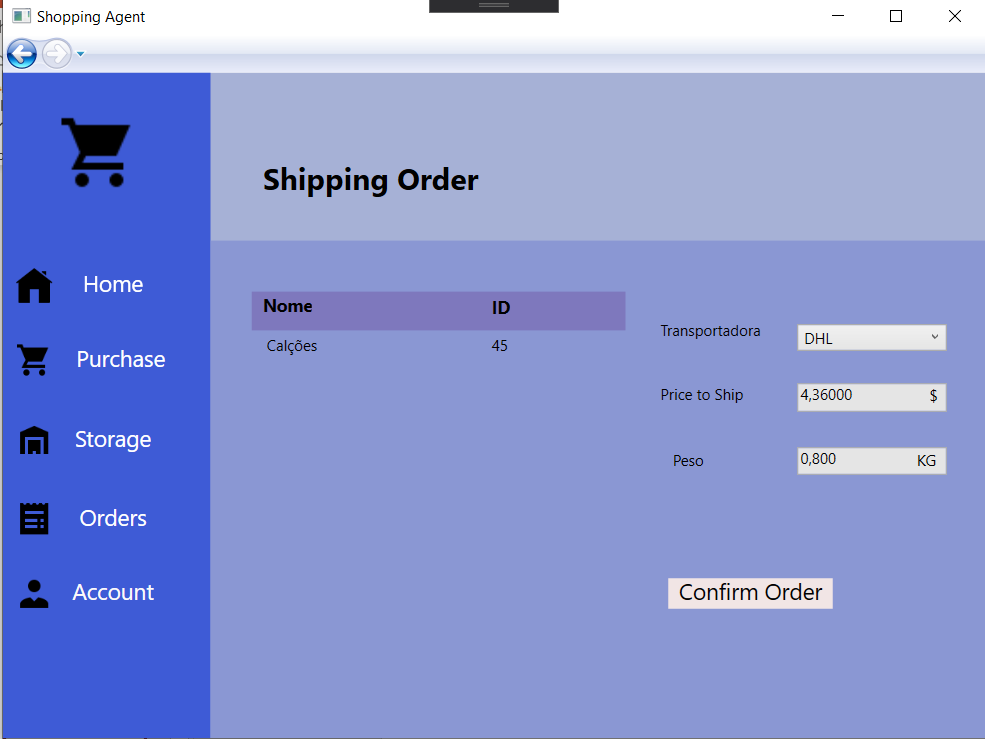 Shopping Agent
Shipping Order
Home
Purchase
Storage
Orders
Account
Nome ID
Calções 45
Transportadora DHL
Price to Ship 4,36000 $
Peso 0,800 KG
Confirm Order